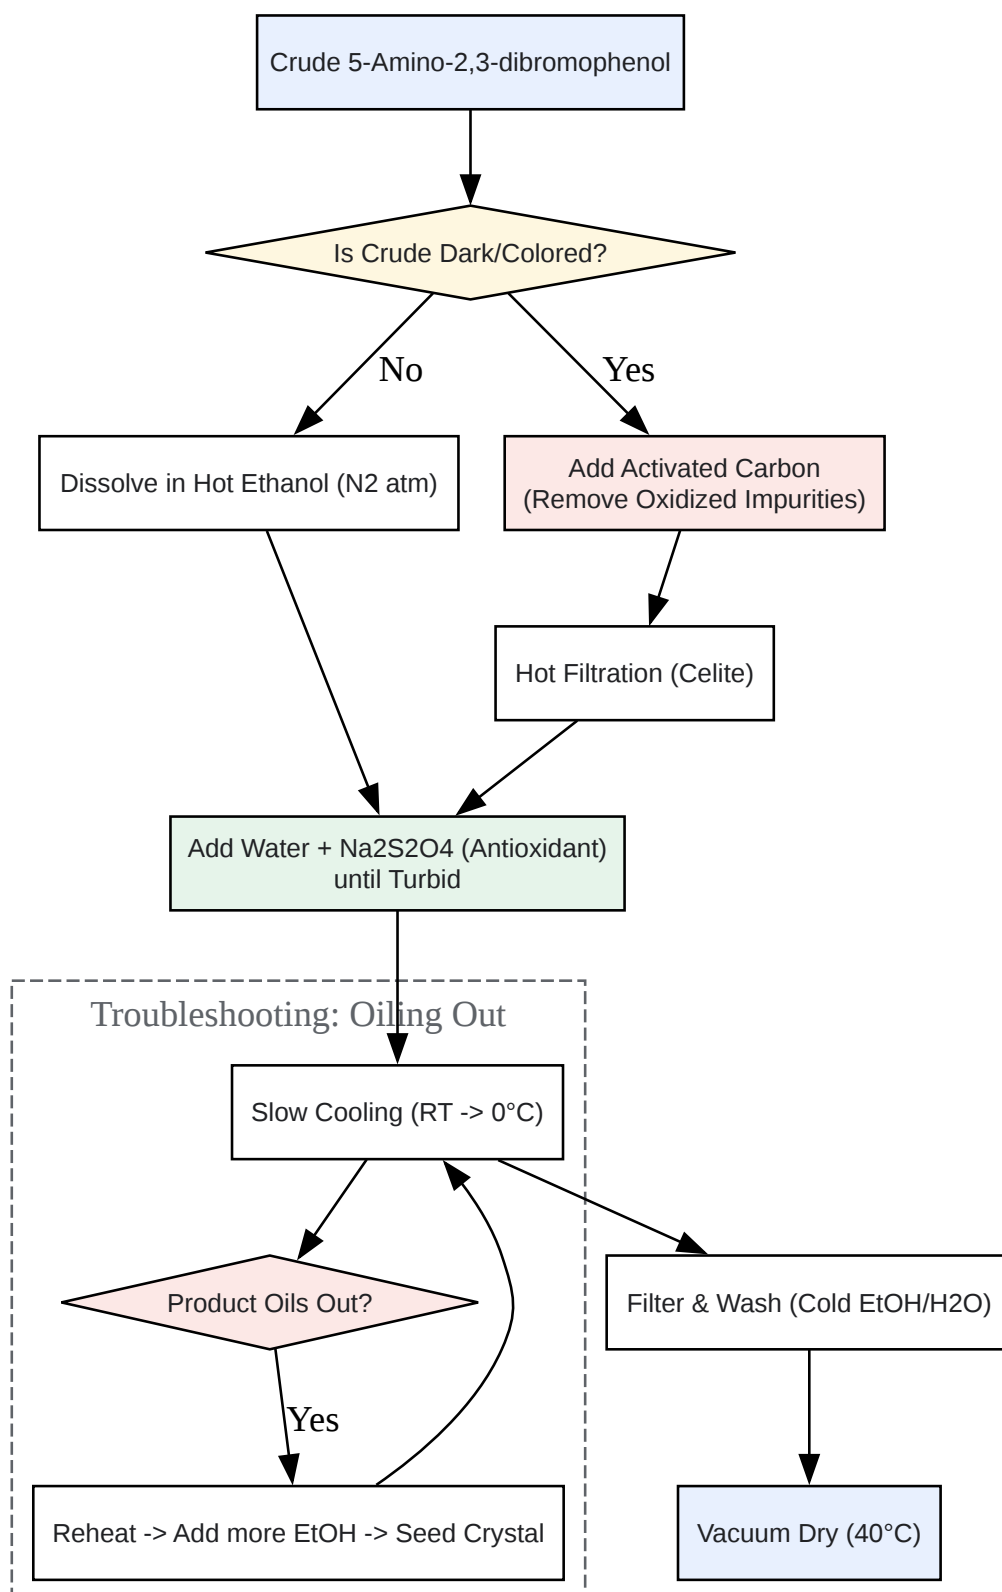 Crude 5-Amino-2,3-dibromophenol
Is Crude Dark/Colored?
No
Yes
Dissolve in Hot Ethanol (N2 atm)
Add Activated Carbon
(Remove Oxidized Impurities)
Hot Filtration (Celite)
Add Water + Na2S2O4 (Antioxidant)
until Turbid
Troubleshooting: Oiling Out
Slow Cooling (RT -> 0°C)
Product Oils Out?
Filter & Wash (Cold EtOH/H2O)
Yes
Reheat -> Add more EtOH -> Seed Crystal
Vacuum Dry (40°C)